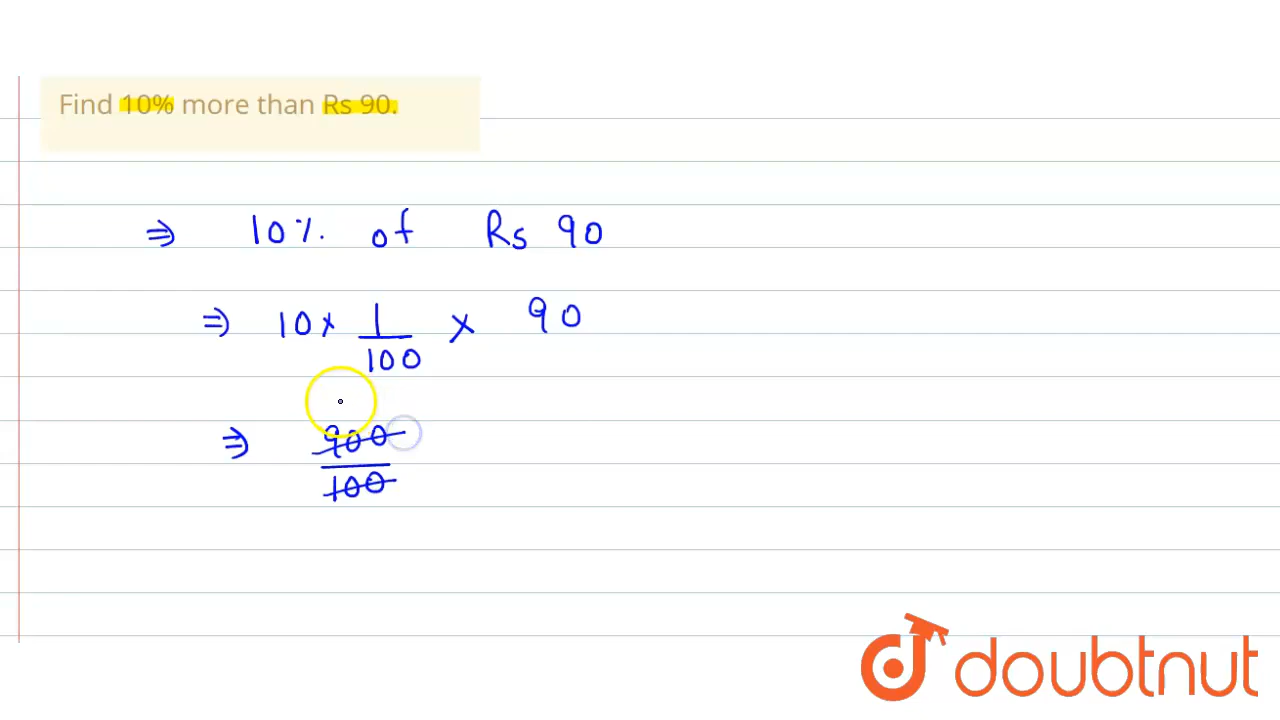 Find 10% more than Rs 90.
⇒ 10% of Rs 90
⇒ 10 × 1/100 × 90
⇒ 900/100
doubtnut